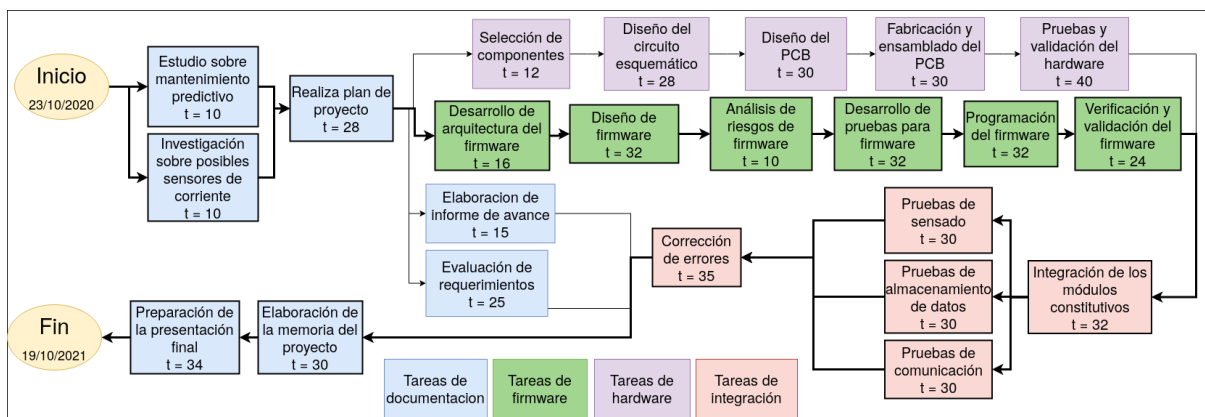 Inicio
23/10/2020
Estudio sobre
mantenimiento
predictivo
t = 10
Investigación
sobre posibles
sensores de
corriente
t = 10
Realiza plan de
proyecto
t = 28
Selección de
componentes
t = 12
Diseño del
circuito
esquemático
t = 28
Diseño del
PCB
t = 30
Fabricación y
ensamblado del
PCB
t = 30
Pruebas y
validación del
hardware
t = 40
Desarrollo de
arquitectura del
firmware
t = 16
Diseño de
firmware
t = 32
Análisis de
riesgos de
firmware
t = 10
Desarrollo de
pruebas para
firmware
t = 32
Programación
del firmware
t = 32
Verificación y
validación del
firmware
t = 24
Elaboracion de
informe de avance
t = 15
Evaluación de
requerimientos
t = 25
Corrección
de errores
t = 35
Pruebas de
sensado
t = 30
Pruebas de
almacenamiento
de datos
t = 30
Pruebas de
comunicación
t = 30
Integración de los
módulos
constitutivos
t = 32
Fin
19/10/2021
Preparación de
la presentación
final
t = 34
Elaboración de
la memoria del
proyecto
t = 30
Tareas de
documentacion
Tareas de
firmware
Tareas de
hardware
Tareas de
integración